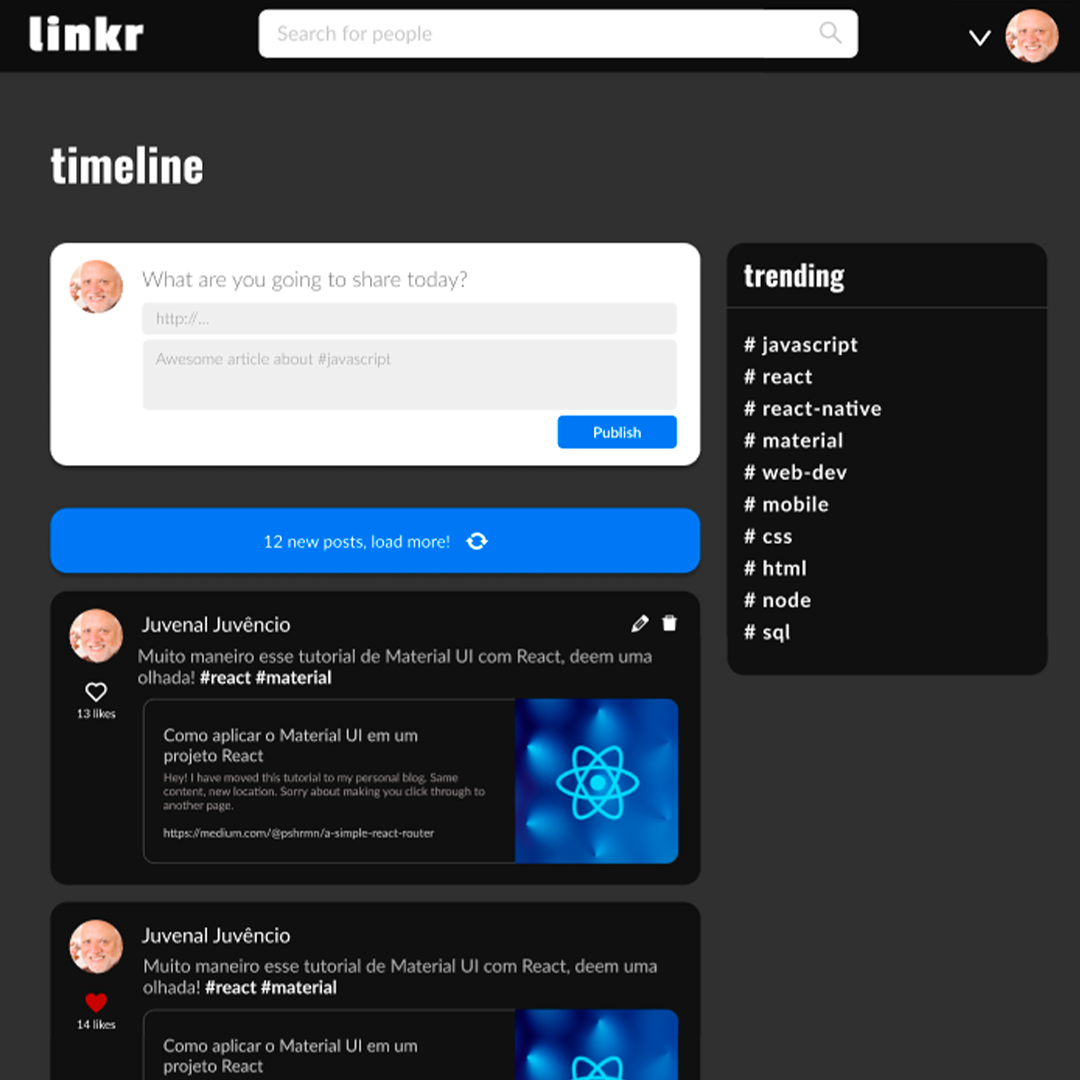 linkr
Search for people
timeline
What are you going to share today?
http://...
Awesome article about #javascript
Publish
12 new posts, load more!
Juvenal Juvêncio
Muito maneiro esse tutorial de Material UI com React, deem uma
olhada! #react #material
13 likes
Como aplicar o Material UI em um
projeto React
Hey! I have moved this tutorial to my personal blog. Same
content, new location. Sorry about making you click through to
another page.
https://medium.com/@pshrmn/a-simple-react-router
Juvenal Juvêncio
Muito maneiro esse tutorial de Material UI com React, deem uma
olhada! #react #material
14 likes
Como aplicar o Material UI em um
projeto React
trending
# javascript
# react
# react-native
# material
# web-dev
# mobile
# css
# html
# node
# sql